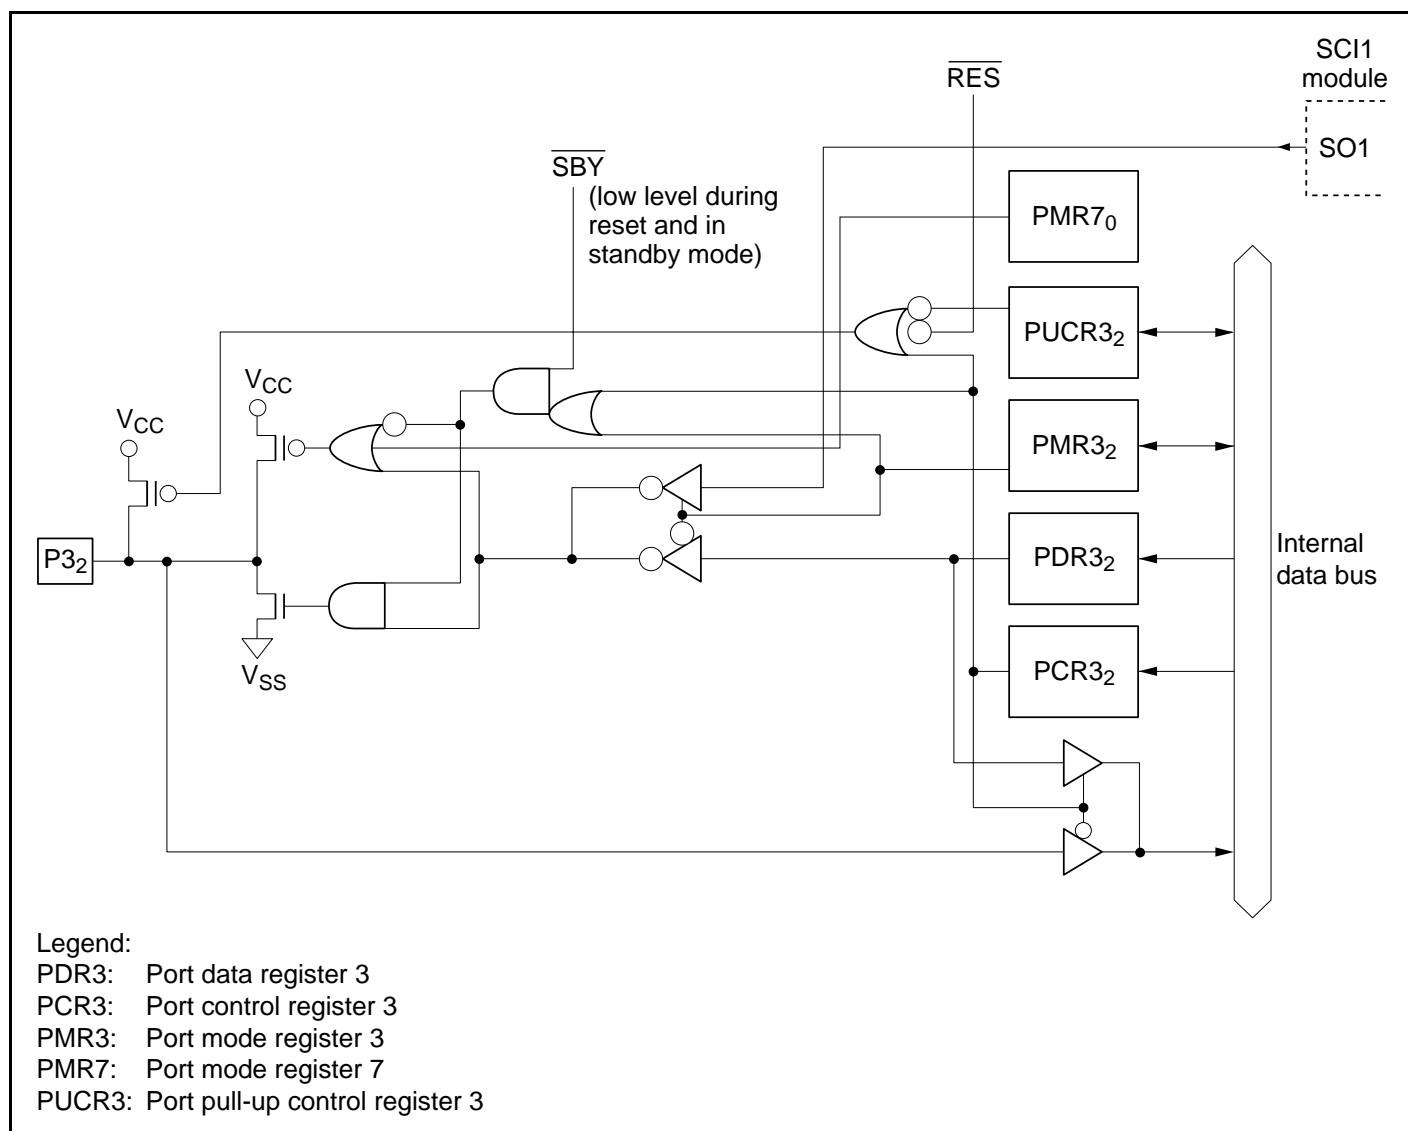 SCI1
module
RES
SO1
SBY
(low level during
reset and in
standby mode)
PMR7₀
PUCR3₂
VCC
VCC
PMR3₂
P3₂
PDR3₂
Internal
data bus
PCR3₂
VSS
Legend:
PDR3: Port data register 3
PCR3: Port control register 3
PMR3: Port mode register 3
PMR7: Port mode register 7
PUCR3: Port pull-up control register 3